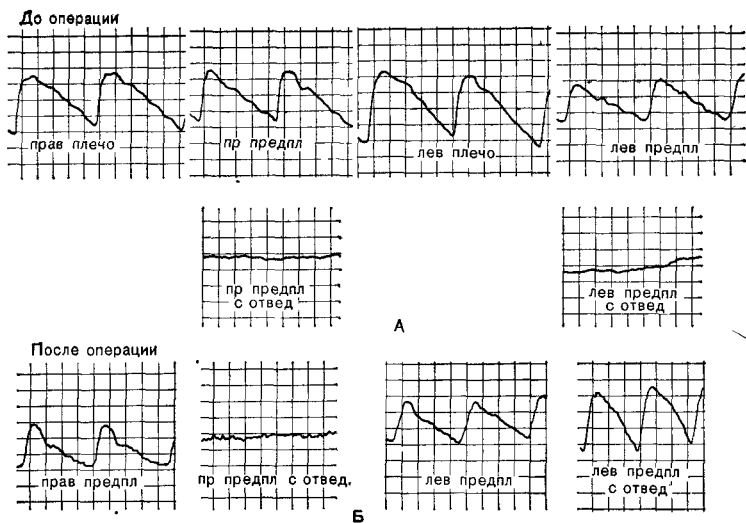 До операции
прав плечо
пр предпл
лев плечо
лев предпл
пр предпл
с отвед
лев предпл
с отвед
А
После операции
прав предпл
пр предпл с отвед.
лев предпл
лев предпл
с отвед
Б